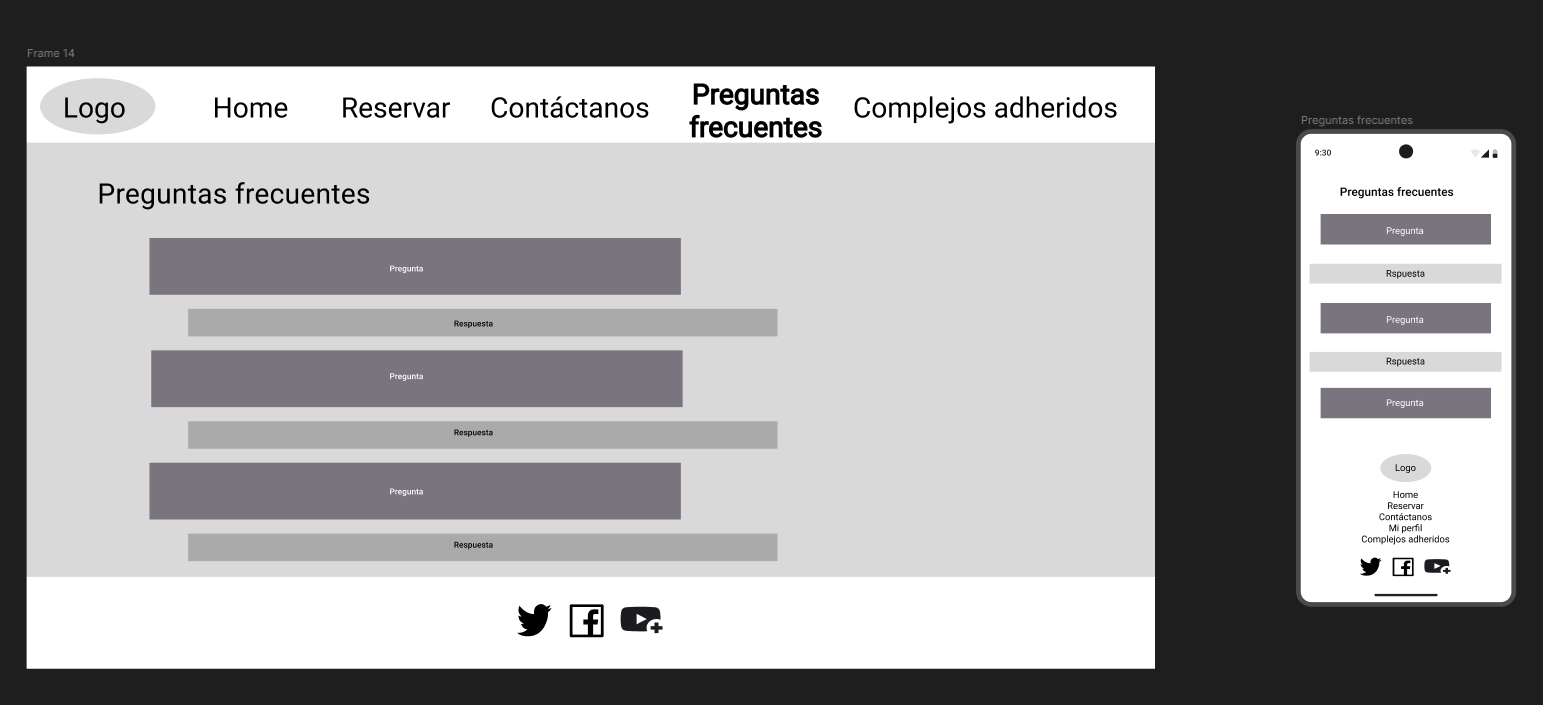 Frame 14
Logo
Home
Reservar
Contáctanos
Preguntas
frecuentes
Complejos adheridos
Preguntas frecuentes
Pregunta
Respuesta
Pregunta
Respuesta
Pregunta
Respuesta
Preguntas frecuentes
9:30
Preguntas frecuentes
Pregunta
Rspuesta
Pregunta
Rspuesta
Pregunta
Logo
Home
Reservar
Contáctanos
Mi perfil
Complejos adheridos